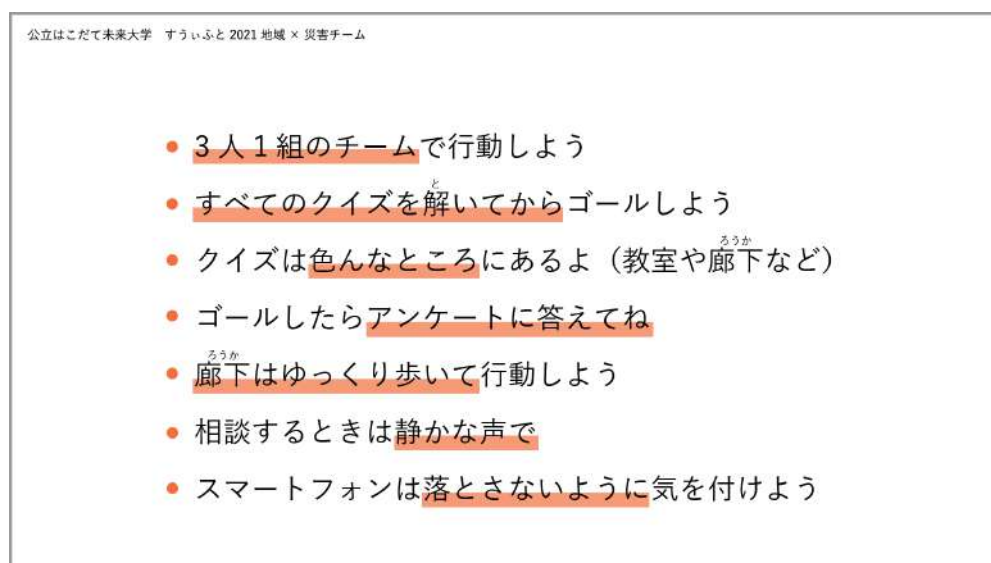 公立はこだて未来大学 すうぃふと 2021 地域 × 災害チーム
• 3人1組のチームで行動しよう
• すべてのクイズを解いてからゴールしよう
• クイズは色んなところにあるよ（教室や廊下など）
• ゴールしたらアンケートに答えてね
• 廊下はゆっくり歩いて行動しよう
• 相談するときは静かな声で
• スマートフォンは落とさないように気を付けよう